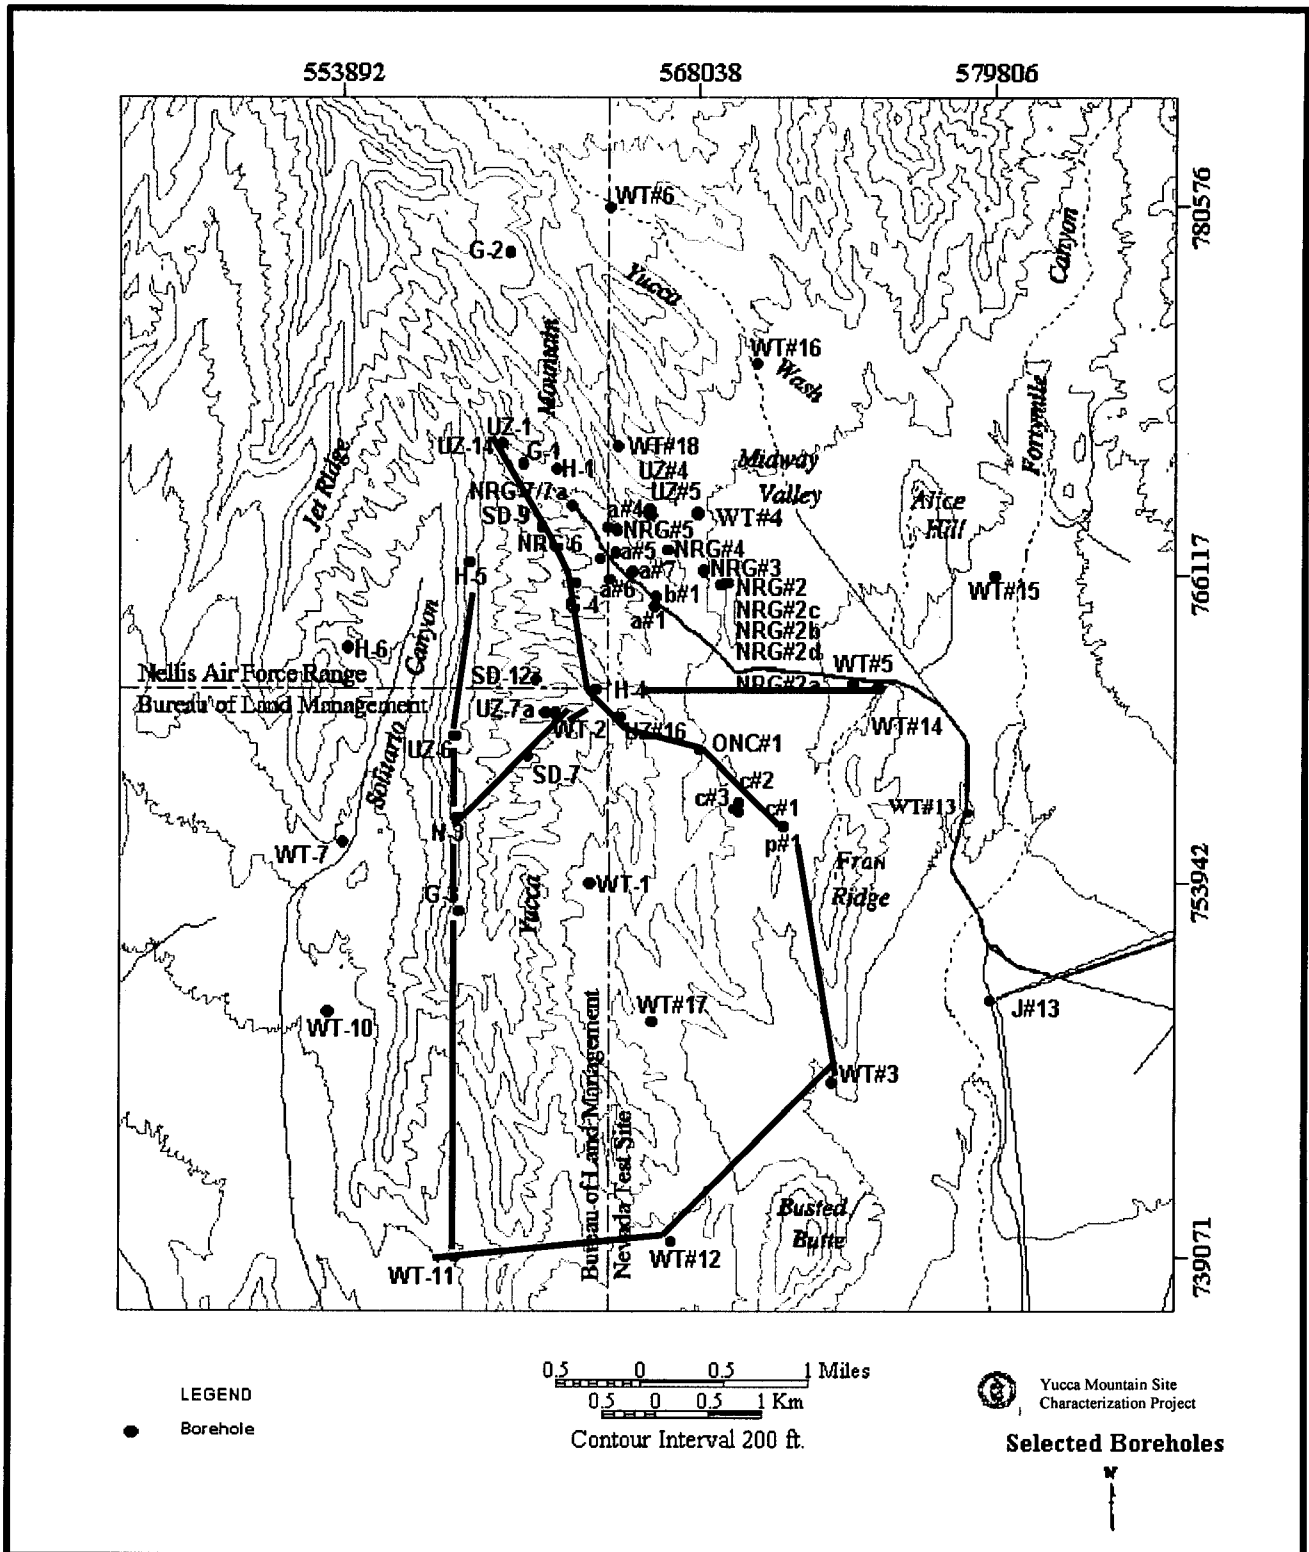 553892
568038
579806
WT#6
780576
G-2
Canyon
Yucca
Mountain
WT#16
Wash
Fortymile
UZ-1
UZ-14
G-1
WT#18
H-1
UZ#4
Midway
Jet Ridge
NRG-7/7a
UZ#5
Valley
Alice
Hill
SD-9
a#4
WT#4
NRG#5
NRG-6
a#5
NRG#4
766117
H-5
a#7
NRG#3
WT#15
a#6
b#1
NRG#2
a#1
NRG#2c
NRG#2b
NRG#2d
H-6
Canyon
WT#5
Nellis Air Force Range
SD-12
H-4
NRG#2a
Bureau of Land Management
UZ-7a
WT-2
UZ#16
WT#14
Solitario
UZ-6
ONC#1
SD-7
c#2
c#3
c#1
WT#13
p#1
WT-7
Fran
Ridge
WT-1
753942
Yucca
WT-10
WT#17
J#13
Bureau of Land Management
Nevada Test Site
WT#3
Busted
Butte
WT#12
739071
WT-11
0.5 0 0.5 1 Miles
0.5 0 0.5 1 Km
Contour Interval 200 ft.
LEGEND
Borehole
Yucca Mountain Site
Characterization Project
Selected Boreholes
N